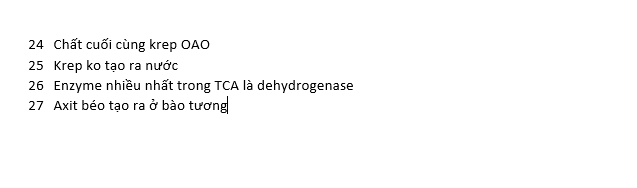 24 Chất cuối cùng krep OAO
25 Krep ko tạo ra nước
26 Enzyme nhiều nhất trong TCA là dehydrogenase
27 Axit béo tạo ra ở bào tương